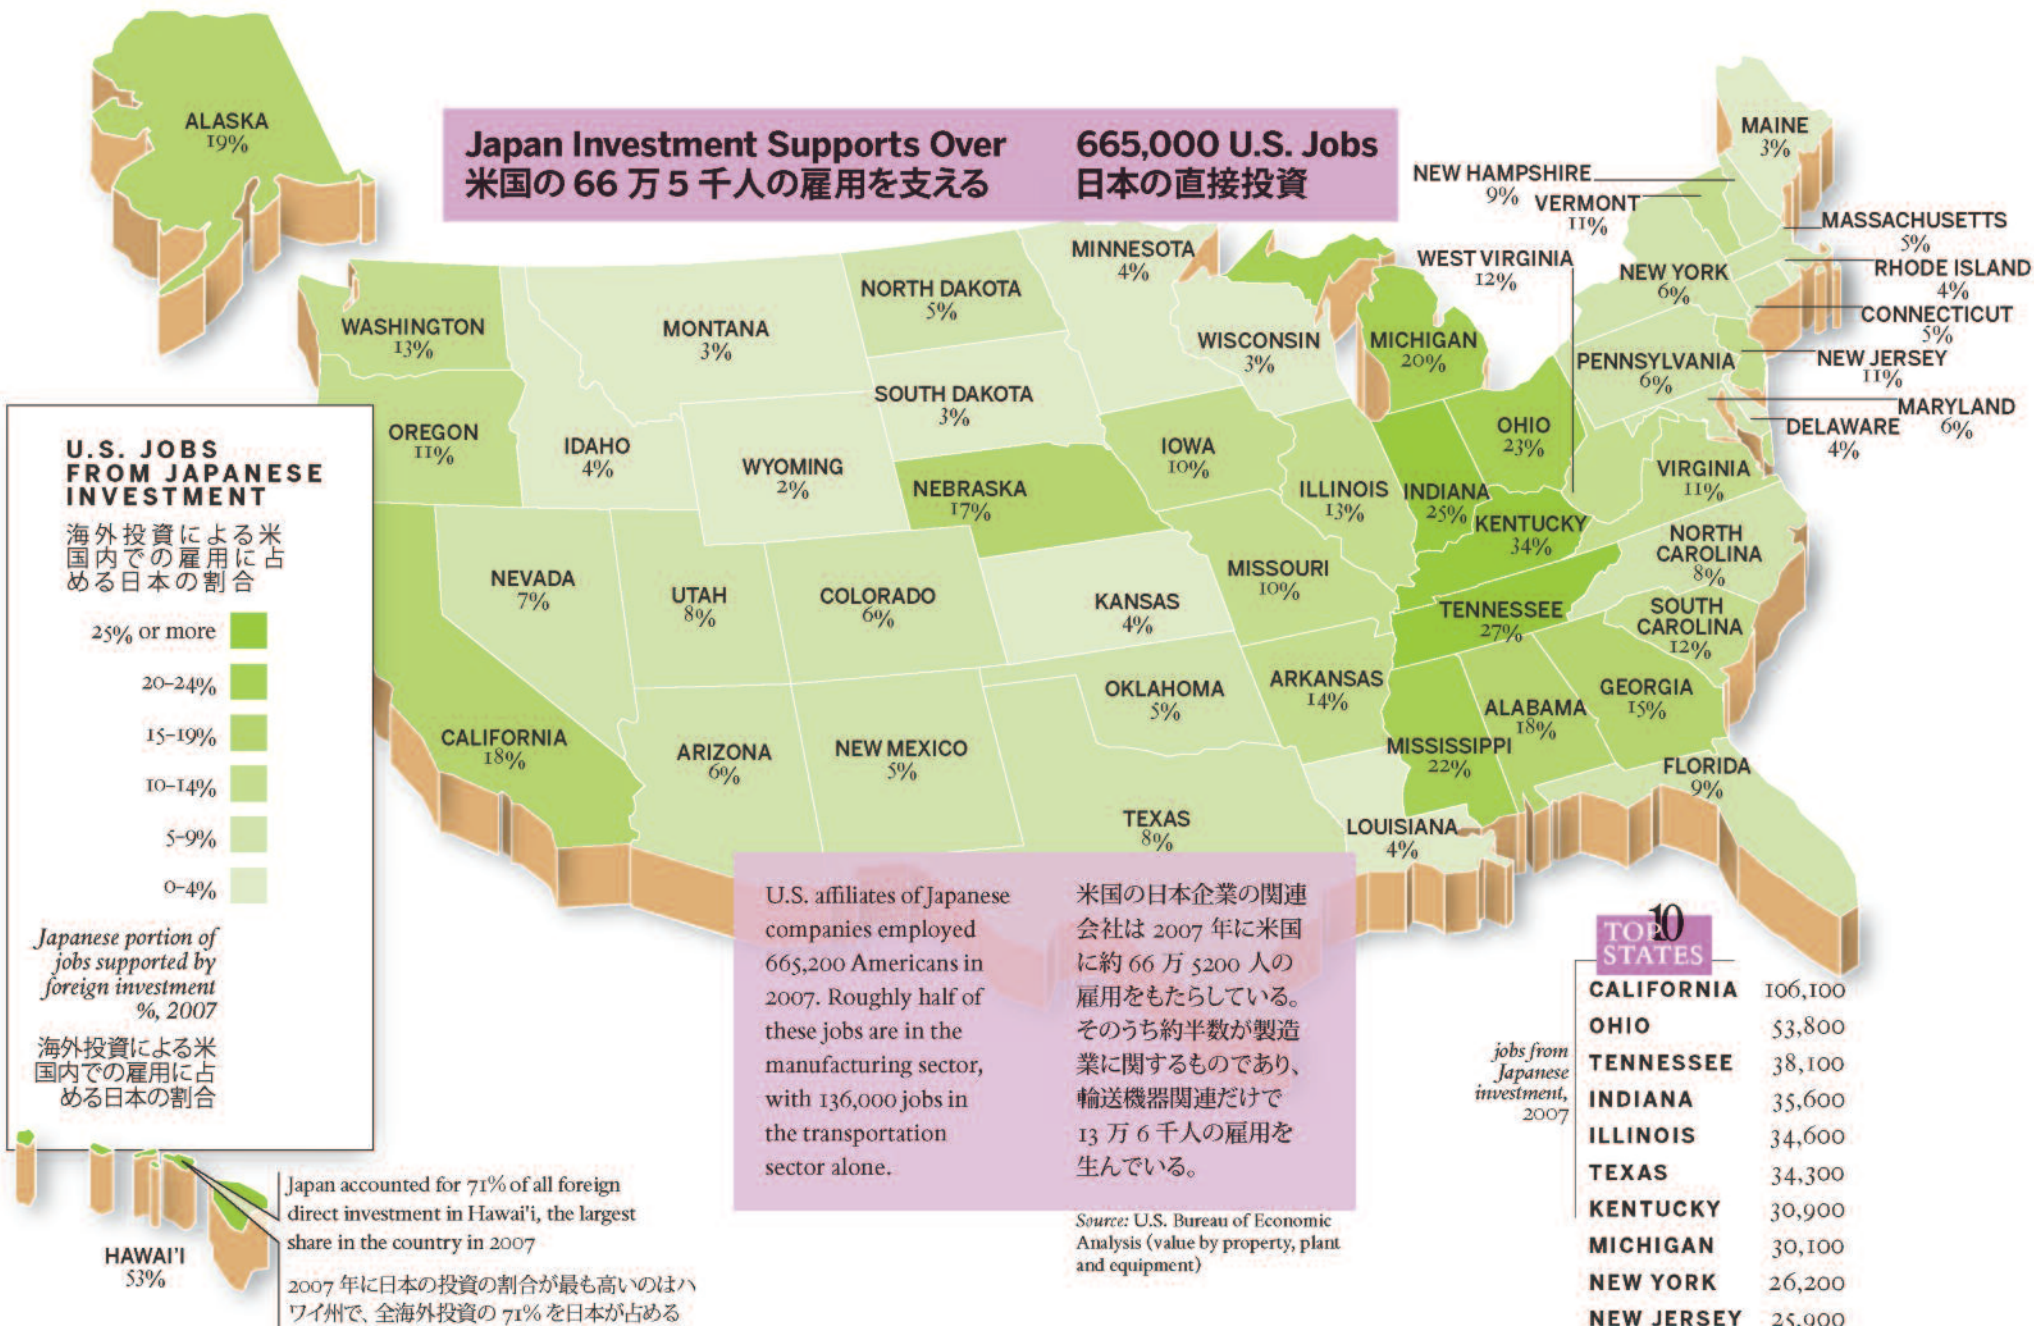 Japan Investment Supports Over 665,000 U.S. Jobs
米国の 66 万 5 千人の雇用を支える 日本の直接投資
ALASKA
19%
MAINE
3%
NEW HAMPSHIRE
9%
VERMONT
11%
MASSACHUSETTS
5%
RHODE ISLAND
4%
CONNECTICUT
5%
NEW JERSEY
11%
MARYLAND
6%
DELAWARE
4%
WEST VIRGINIA
12%
NEW YORK
6%
PENNSYLVANIA
6%
MINNESOTA
4%
NORTH DAKOTA
5%
WASHINGTON
13%
MONTANA
3%
WISCONSIN
3%
MICHIGAN
20%
SOUTH DAKOTA
3%
OREGON
11%
IDAHO
4%
WYOMING
2%
NEBRASKA
17%
IOWA
10%
ILLINOIS
13%
INDIANA
25%
OHIO
23%
KENTUCKY
34%
VIRGINIA
11%
NORTH
CAROLINA
8%
NEVADA
7%
UTAH
8%
COLORADO
6%
KANSAS
4%
MISSOURI
10%
TENNESSEE
27%
SOUTH
CAROLINA
12%
CALIFORNIA
18%
ARIZONA
6%
NEW MEXICO
5%
OKLAHOMA
5%
ARKANSAS
14%
MISSISSIPPI
22%
ALABAMA
18%
GEORGIA
15%
TEXAS
8%
LOUISIANA
4%
FLORIDA
9%
U.S. JOBS
FROM JAPANESE
INVESTMENT
海外投資による米
国内での雇用に占
める日本の割合
25% or more
20–24%
15–19%
10–14%
5–9%
0–4%
Japanese portion of
jobs supported by
foreign investment
%, 2007
海外投資による米
国内での雇用に占
める日本の割合
HAWAI'I
53%
Japan accounted for 71% of all foreign
direct investment in Hawai'i, the largest
share in the country in 2007
2007 年に日本の投資の割合が最も高いのはハ
ワイ州で、全海外投資の 71% を日本が占める
U.S. affiliates of Japanese
companies employed
665,200 Americans in
2007. Roughly half of
these jobs are in the
manufacturing sector,
with 136,000 jobs in
the transportation
sector alone.
米国の日本企業の関連
会社は 2007 年に米国
に約 66 万 5200 人の
雇用をもたらしている。
そのうち約半数が製造
業に関するものであり、
輸送機器関連だけで
13 万 6 千人の雇用を
生んでいる。
Source: U.S. Bureau of Economic
Analysis (value by property, plant
and equipment)
TOP 10
STATES
jobs from
Japanese
investment,
2007
CALIFORNIA 106,100
OHIO 53,800
TENNESSEE 38,100
INDIANA 35,600
ILLINOIS 34,600
TEXAS 34,300
KENTUCKY 30,900
MICHIGAN 30,100
NEW YORK 26,200
NEW JERSEY 25,900